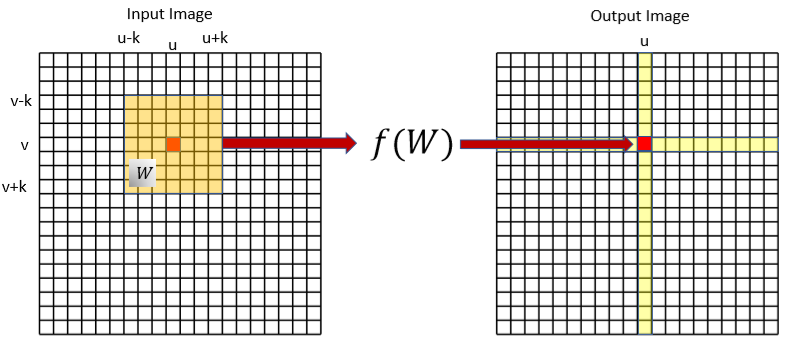 Input Image
Output Image
u-k
u
u+k
u
v-k
v
v+k
W
f(W)